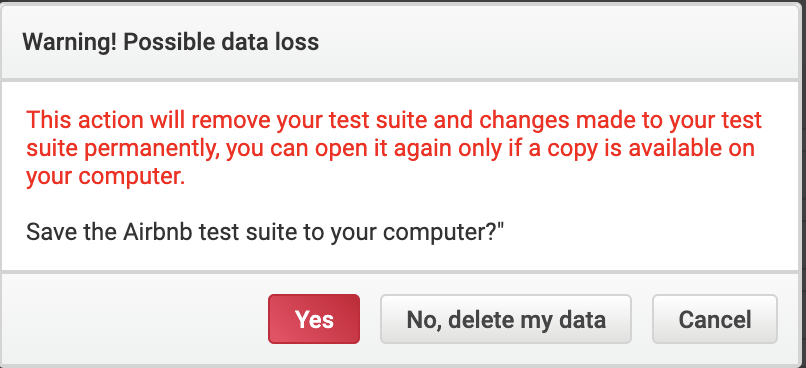 Warning! Possible data loss
This action will remove your test suite and changes made to your test
suite permanently, you can open it again only if a copy is available on
your computer.
Save the Airbnb test suite to your computer?"
Yes
No, delete my data
Cancel